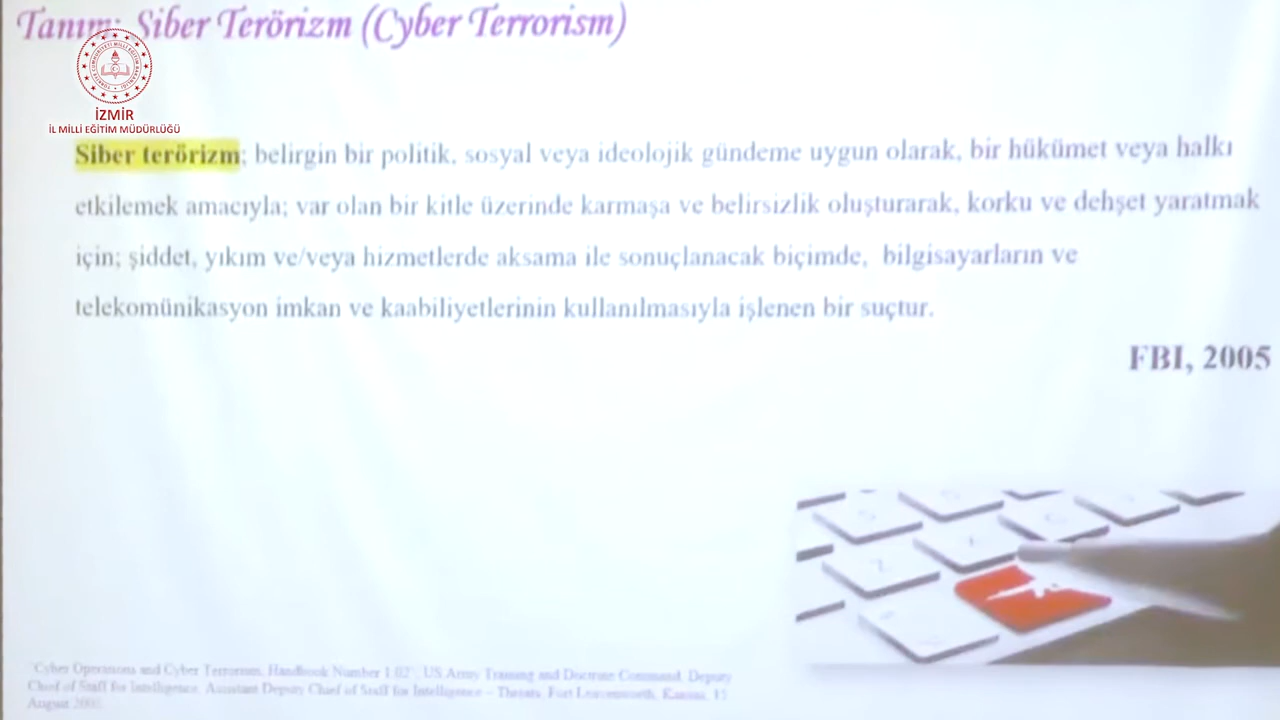 Tanım: Siber Terörizm (Cyber Terrorism)
İZMİR
İL MİLLİ EĞİTİM MÜDÜRLÜĞÜ
Siber terörizm; belirgin bir politik, sosyal veya ideolojik gündeme uygun olarak, bir hükümet veya halkı
etkilemek amacıyla; var olan bir kitle üzerinde karmaşa ve belirsizlik oluşturarak, korku ve dehşet yaratmak
için; şiddet, yıkım ve/veya hizmetlerde aksama ile sonuçlanacak biçimde, bilgisayarların ve
telekomünikasyon imkan ve kaabiliyetlerinin kullanılmasıyla işlenen bir suçtur.
FBI, 2005
"Cyber Operations and Cyber Terrorism, Handbook Number 1.02", US Army Training and Doctrine Command, Deputy
Chief of Staff for Intelligence, Assistant Deputy Chief of Staff for Intelligence – Threats, Fort Leavenworth, Kansas, 15
August